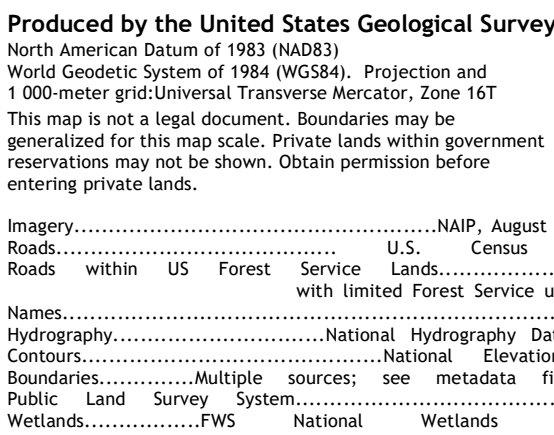 Produced by the United States Geological Survey
North American Datum of 1983 (NAD83)
World Geodetic System of 1984 (WGS84). Projection and
1 000-meter grid:Universal Transverse Mercator, Zone 16T
This map is not a legal document. Boundaries may be
generalized for this map scale. Private lands within government
reservations may not be shown. Obtain permission before
entering private lands.
Imagery.....................................................NAIP, August
Roads......................................... U.S. Census
Roads within US Forest Service Lands.................
with limited Forest Service u
Names........................................................................
Hydrography...............................National Hydrography Dat
Contours............................................National Elevation
Boundaries..............Multiple sources; see metadata fi
Public Land Survey System......................................
Wetlands.................FWS National Wetlands